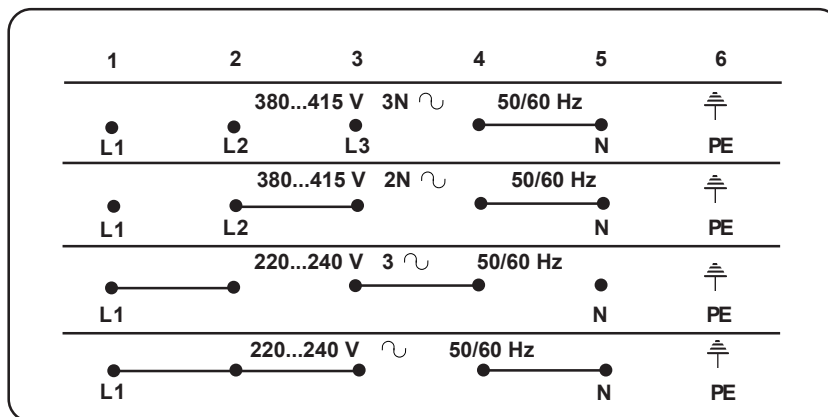 1 2 3 4 5 6
380...415 V 3N 50/60 Hz
L1 L2 L3 N PE
380...415 V 2N 50/60 Hz
L1 L2 N PE
220...240 V 3 50/60 Hz
L1 N PE
220...240 V 50/60 Hz
L1 N PE